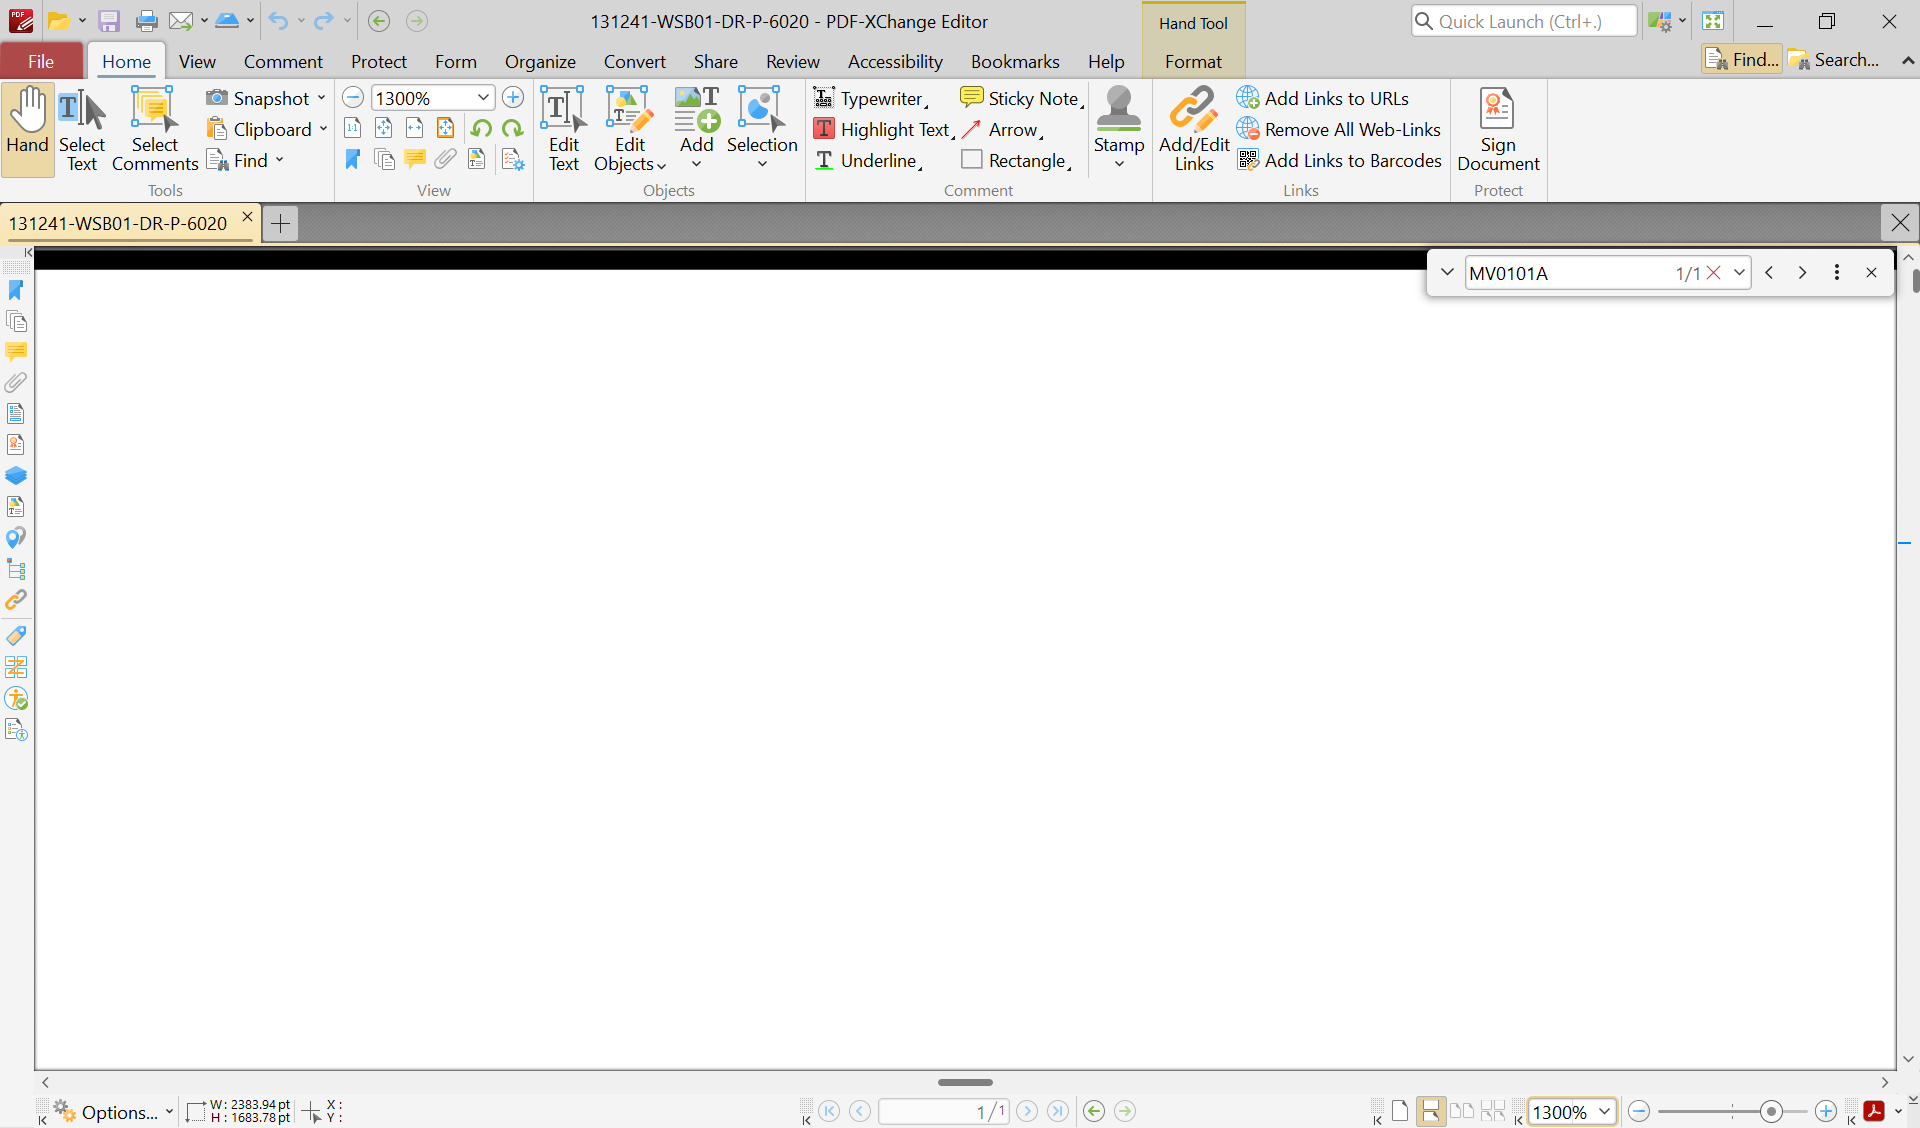 131241-WSB01-DR-P-6020 - PDF-XChange Editor
Hand Tool
Quick Launch (Ctrl+.)
File
Home
View
Comment
Protect
Form
Organize
Convert
Share
Review
Accessibility
Bookmarks
Help
Format
Find...
Search...
Hand
Select Text
Select Comments
Snapshot
Clipboard
Find
Tools
1300%
View
Edit Text
Edit Objects
Add
Selection
Objects
Typewriter
Highlight Text
Underline
Sticky Note
Arrow
Rectangle
Stamp
Comment
Add/Edit Links
Add Links to URLs
Remove All Web-Links
Add Links to Barcodes
Links
Sign Document
Protect
131241-WSB01-DR-P-6020
MV0101A
1/1
Options...
W: 2383.94 pt
H: 1683.78 pt
X:
Y:
1/1
1300%